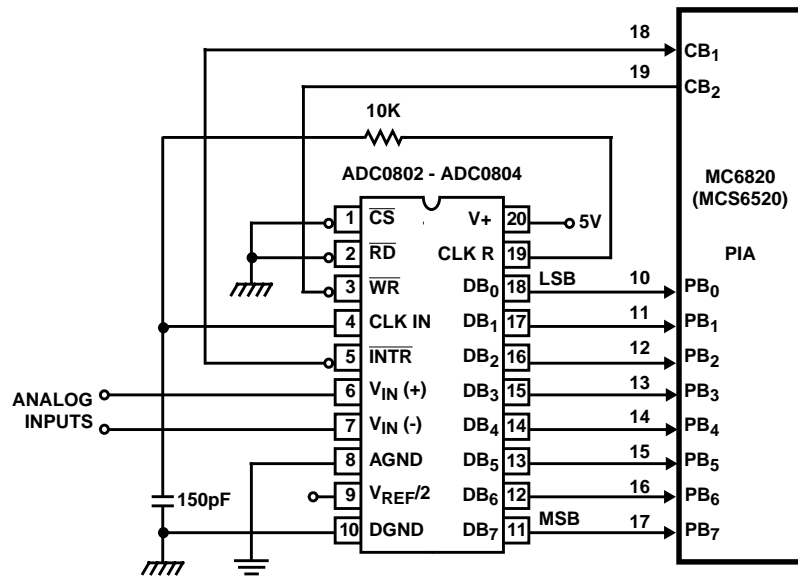 18
CB1
19
CB2
10K
ADC0802 - ADC0804
MC6820
(MCS6520)
PIA
1 CS V+ 20 5V
2 RD CLK R 19
3 WR DB0 18 LSB 10 PB0
4 CLK IN DB1 17 11 PB1
5 INTR DB2 16 12 PB2
6 VIN (+) DB3 15 13 PB3
ANALOG
INPUTS
7 VIN (-) DB4 14 14 PB4
8 AGND DB5 13 15 PB5
150pF
9 VREF/2 DB6 12 16 PB6
10 DGND DB7 11 MSB 17 PB7